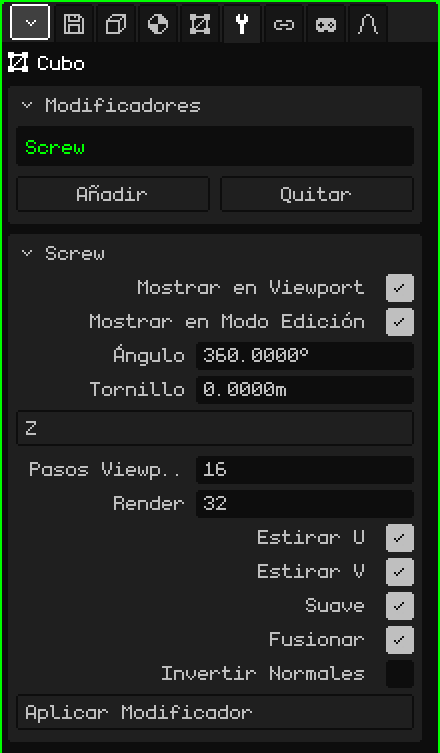 Cubo
Modificadores
Screw
Añadir
Quitar
Screw
Mostrar en Viewport
Mostrar en Modo Edición
Ángulo 360.0000º
Tornillo 0.0000m
Z
Pasos Viewp.. 16
Render 32
Estirar U
Estirar V
Suave
Fusionar
Invertir Normales
Aplicar Modificador